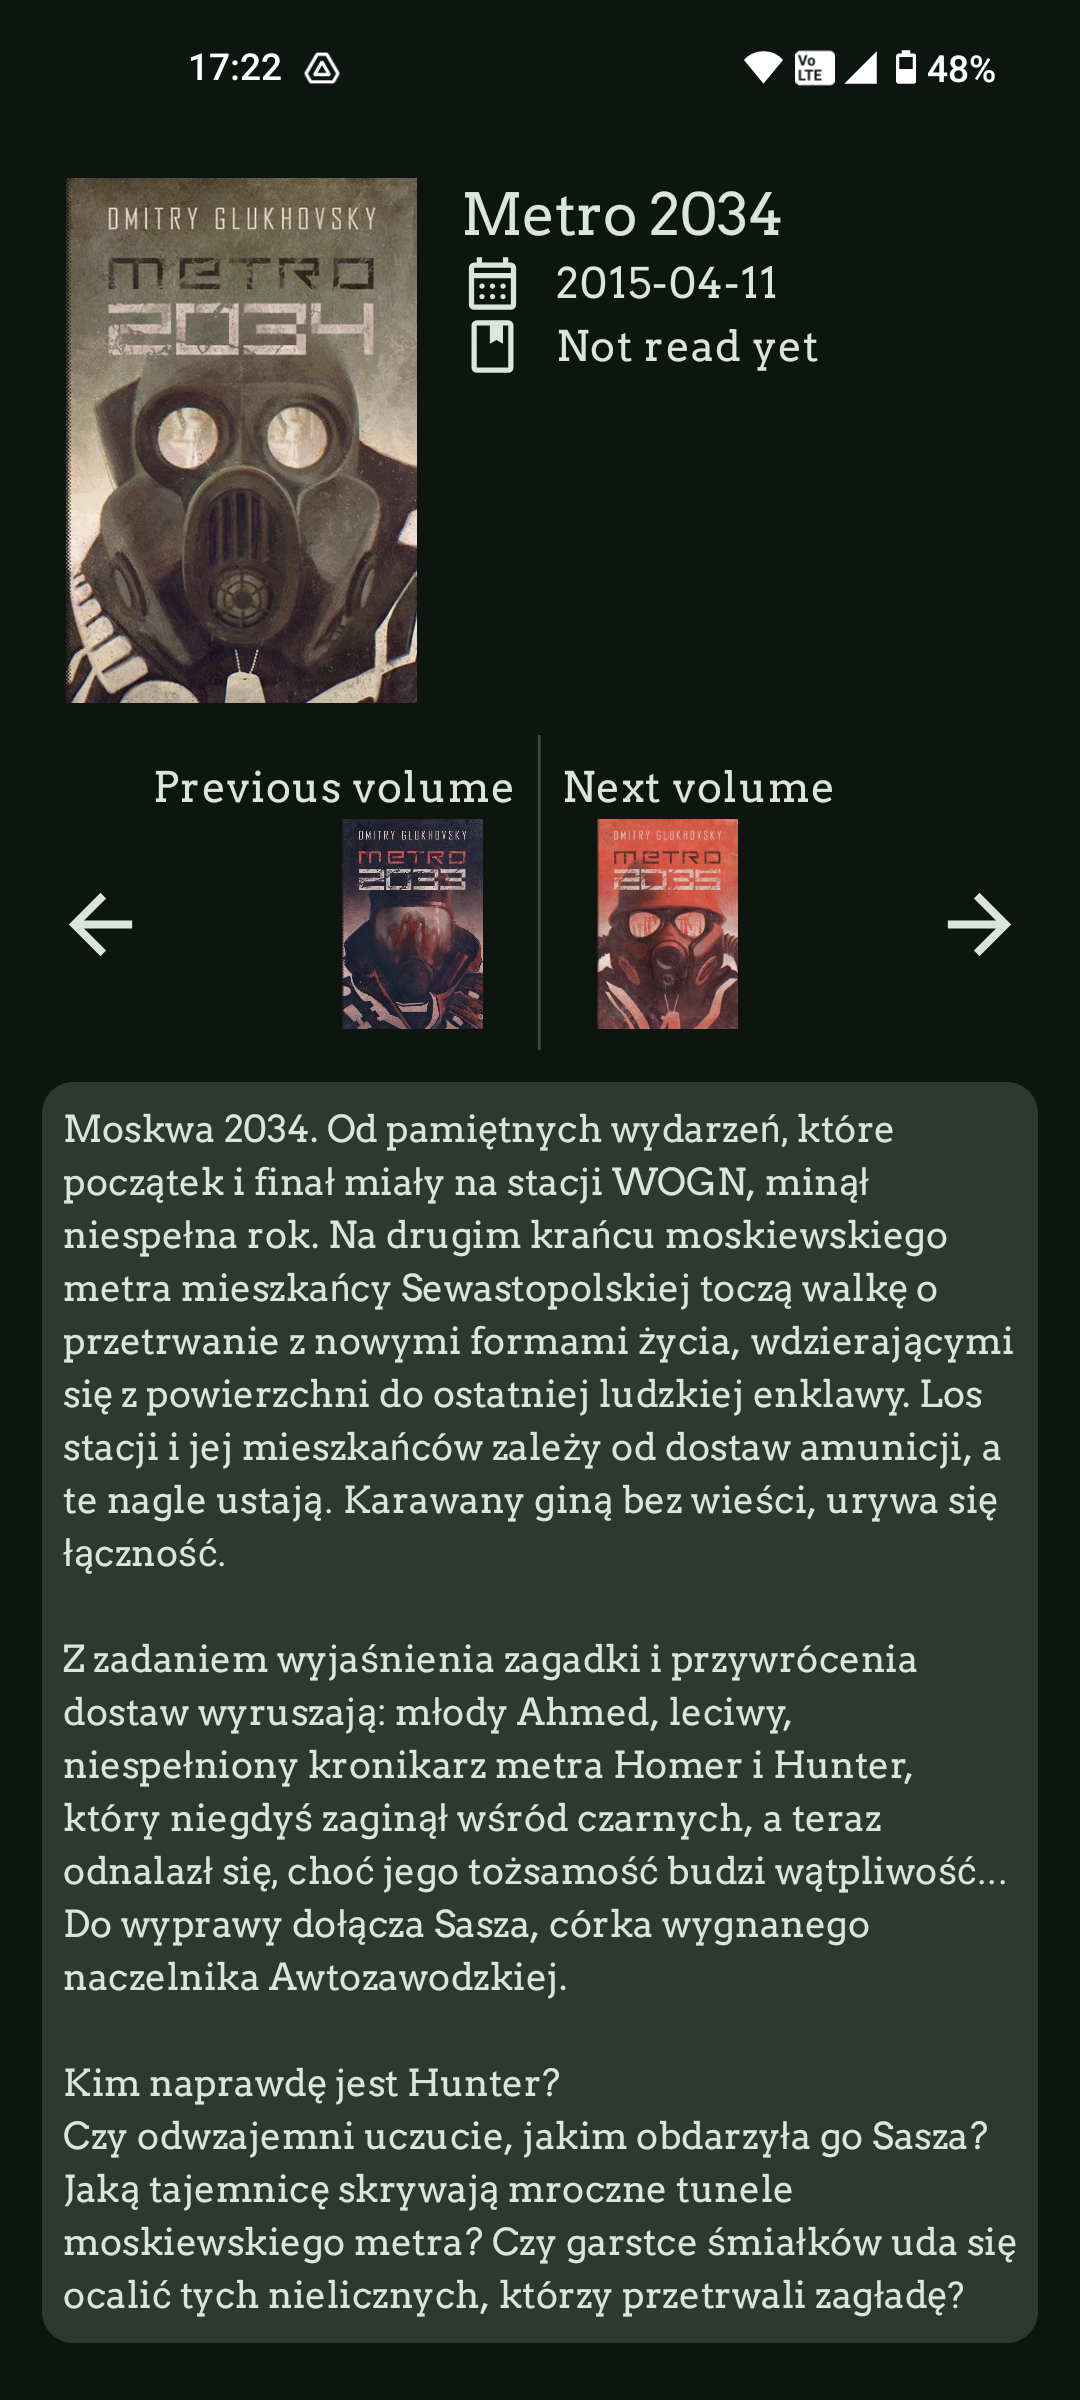 17:22
Vo
LTE
48%
DMITRY GLUKHOVSKY
METRO
2034
Metro 2034
2015-04-11
Not read yet
Previous volume
Next volume
DMITRY GLUKHOVSKY
METRO
2033
DMITRY GLUKHOVSKY
METRO
2035
Moskwa 2034. Od pamiętnych wydarzeń, które
początek i finał miały na stacji WOGN, minął
niespełna rok. Na drugim krańcu moskiewskiego
metra mieszkańcy Sewastopolskiej toczą walkę o
przetrwanie z nowymi formami życia, wdzierającymi
się z powierzchni do ostatniej ludzkiej enklawy. Los
stacji i jej mieszkańców zależy od dostaw amunicji, a
te nagle ustają. Karawany giną bez wieści, urywa się
łączność.
Z zadaniem wyjaśnienia zagadki i przywrócenia
dostaw wyruszają: młody Ahmed, leciwy,
niespełniony kronikarz metra Homer i Hunter,
który niegdyś zaginął wśród czarnych, a teraz
odnalazł się, choć jego tożsamość budzi wątpliwość...
Do wyprawy dołącza Sasza, córka wygnanego
naczelnika Awtozawodzkiej.
Kim naprawdę jest Hunter?
Czy odwzajemni uczucie, jakim obdarzyła go Sasza?
Jaką tajemnicę skrywają mroczne tunele
moskiewskiego metra? Czy garstce śmiałków uda się
ocalić tych nielicznych, którzy przetrwali zagładę?